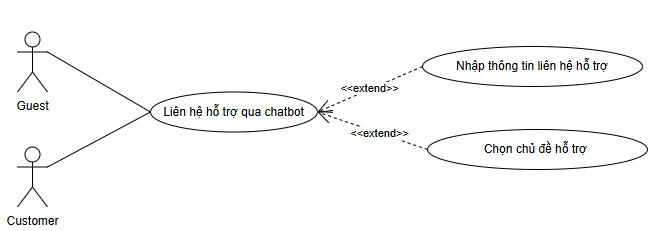 Nhập thông tin liên hệ hỗ trợ
<<extend>>
Guest
Liên hệ hỗ trợ qua chatbot
<<extend>>
Chọn chủ đề hỗ trợ
Customer